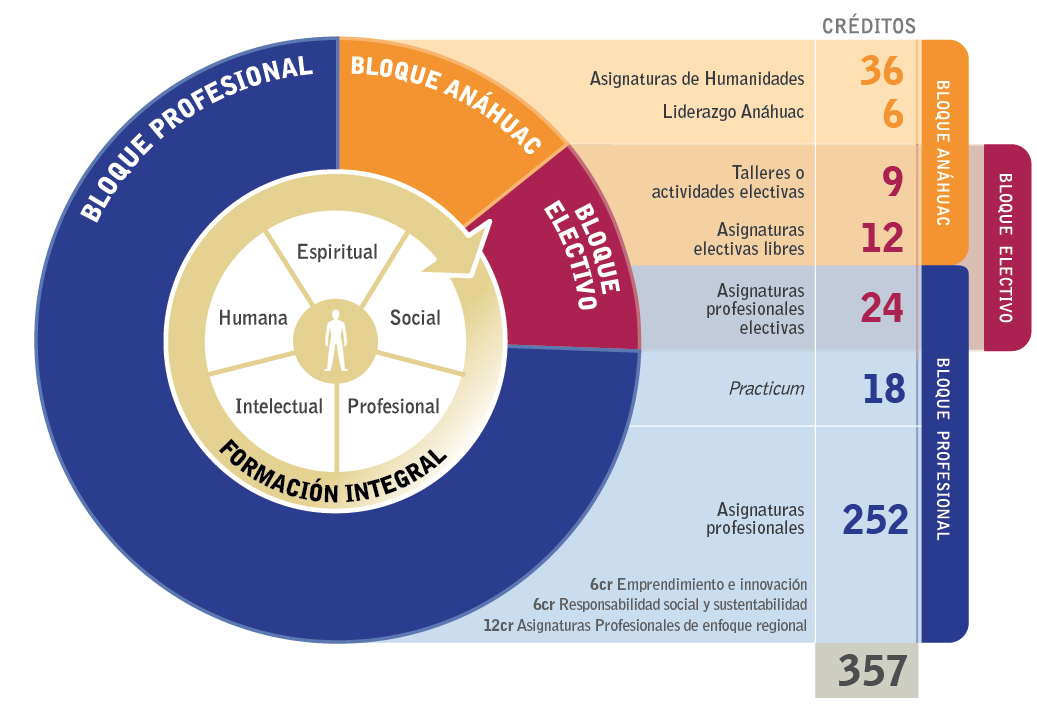 CRÉDITOS
BLOQUE PROFESIONAL
BLOQUE ANÁHUAC
BLOQUE
ELECTIVO
Espiritual
Humana
Social
Intelectual
Profesional
FORMACIÓN INTEGRAL
Asignaturas de Humanidades
36
Liderazgo Anáhuac
6
Talleres o
actividades electivas
9
Asignaturas
electivas libres
12
Asignaturas
profesionales
electivas
24
Practicum
18
Asignaturas
profesionales
252
6cr Emprendimiento e innovación
6cr Responsabilidad social y sustentabilidad
12cr Asignaturas Profesionales de enfoque regional
357
BLOQUE ANÁHUAC
BLOQUE ELECTIVO
BLOQUE PROFESIONAL